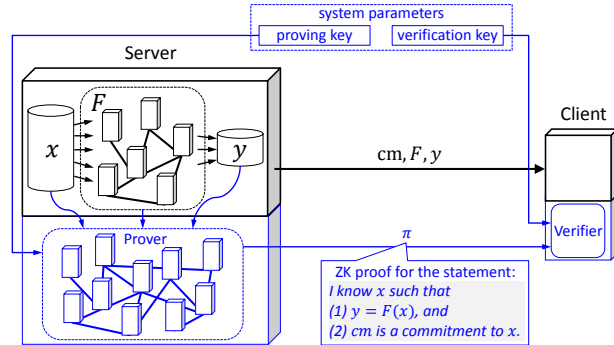 system parameters
proving key
verification key
Server
Client
F
x
y
cm, F, y
Prover
π
Verifier
ZK proof for the statement:
I know x such that
(1) y = F(x), and
(2) cm is a commitment to x.